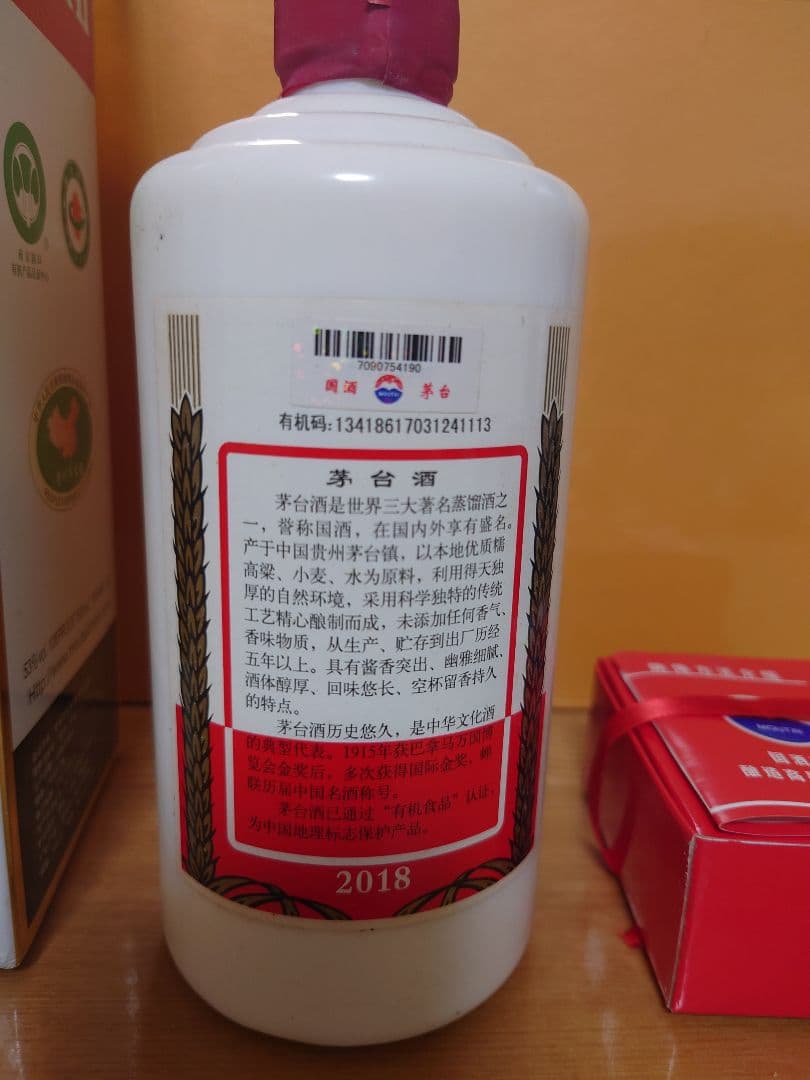 7090754190
国酒 MOUTAI 茅台
有机码:13418617031241113
茅台酒
茅台酒是世界三大著名蒸馏酒之
一，誉称国酒，在国内外享有盛名。
产于中国贵州茅台镇，以本地优质糯
高粱、小麦、水为原料，利用得天独
厚的自然环境，采用科学独特的传统
工艺精心酿制而成，未添加任何香气、
香味物质，从生产、贮存到出厂历经
五年以上。具有酱香突出、幽雅细腻、
酒体醇厚、回味悠长、空杯留香持久
的特点。
茅台酒历史悠久，是中华文化酒
的典型代表。1915年获巴拿马万国博
览会金奖后，多次获得国际金奖，蝉
联历届中国名酒称号。
茅台酒已通过“有机食品”认证，
为中国地理标志保护产品。
2018
MOUTAI
国酒
53%vol